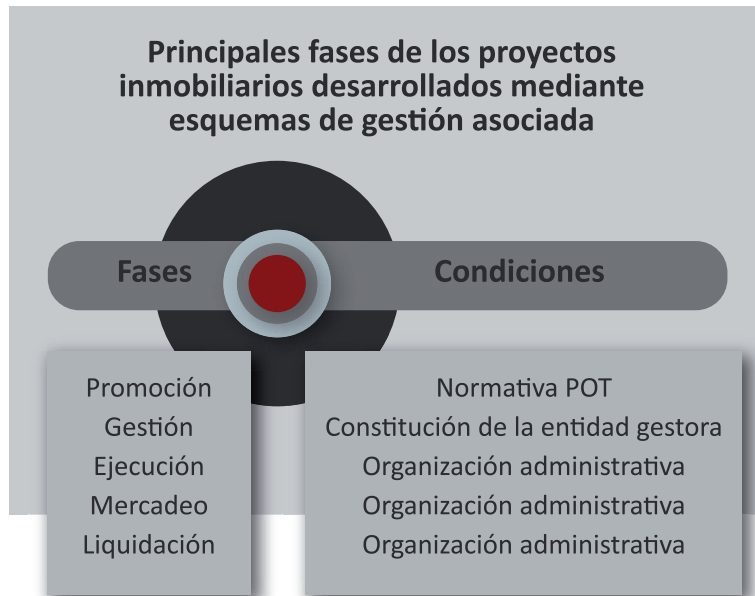 Principales fases de los proyectos
inmobiliarios desarrollados mediante
esquemas de gestión asociada
Fases
Condiciones
Promoción
Normativa POT
Gestión
Constitución de la entidad gestora
Ejecución
Organización administrativa
Mercadeo
Organización administrativa
Liquidación
Organización administrativa